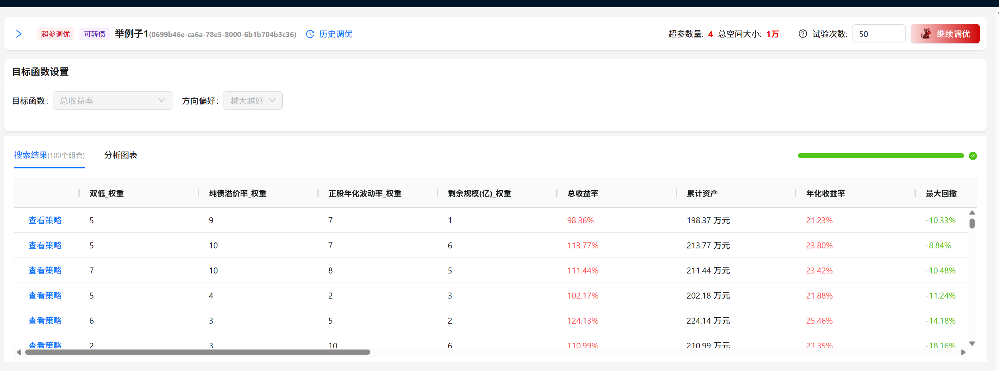 超参调优 可转债 举例子1(0699b46e-ca6a-78e5-8000-6b1b704b3c36) 历史调优 超参数量: 4 总空间大小: 1万 试验次数: 50 继续调优
目标函数设置
目标函数: 总收益率 方向偏好: 越大越好
搜索结果(100个组合) 分析图表
双低_权重 纯债溢价率_权重 正股年化波动率_权重 剩余规模(亿)_权重 总收益率 累计资产 年化收益率 最大回撤
查看策略 5 9 7 1 98.36% 198.37 万元 21.23% -10.33%
查看策略 5 10 7 6 113.77% 213.77 万元 23.80% -8.84%
查看策略 7 10 8 5 111.44% 211.44 万元 23.42% -10.48%
查看策略 5 4 2 3 102.17% 202.18 万元 21.88% -11.24%
查看策略 6 3 5 2 124.13% 224.14 万元 25.46% -14.18%
查看策略 2 3 10 6 110.99% 210.99 万元 23.35% -18.16%